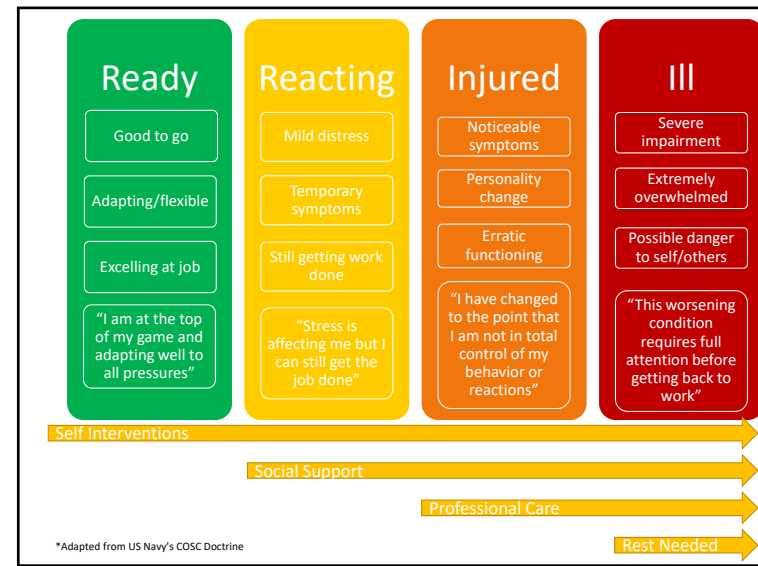 Ready
Good to go
Adapting/flexible
Excelling at job
“I am at the top
of my game and
adapting well to
all pressures”
Reacting
Mild distress
Temporary
symptoms
Still getting work
done
“Stress is
affecting me but I
can still get the
job done”
Injured
Noticeable
symptoms
Personality
change
Erratic
functioning
“I have changed
to the point that
I am not in total
control of my
behavior or
reactions”
Ill
Severe
impairment
Extremely
overwhelmed
Possible danger
to self/others
“This worsening
condition
requires full
attention before
getting back to
work”
Self Interventions
Social Support
Professional Care
Rest Needed
*Adapted from US Navy’s COSC Doctrine